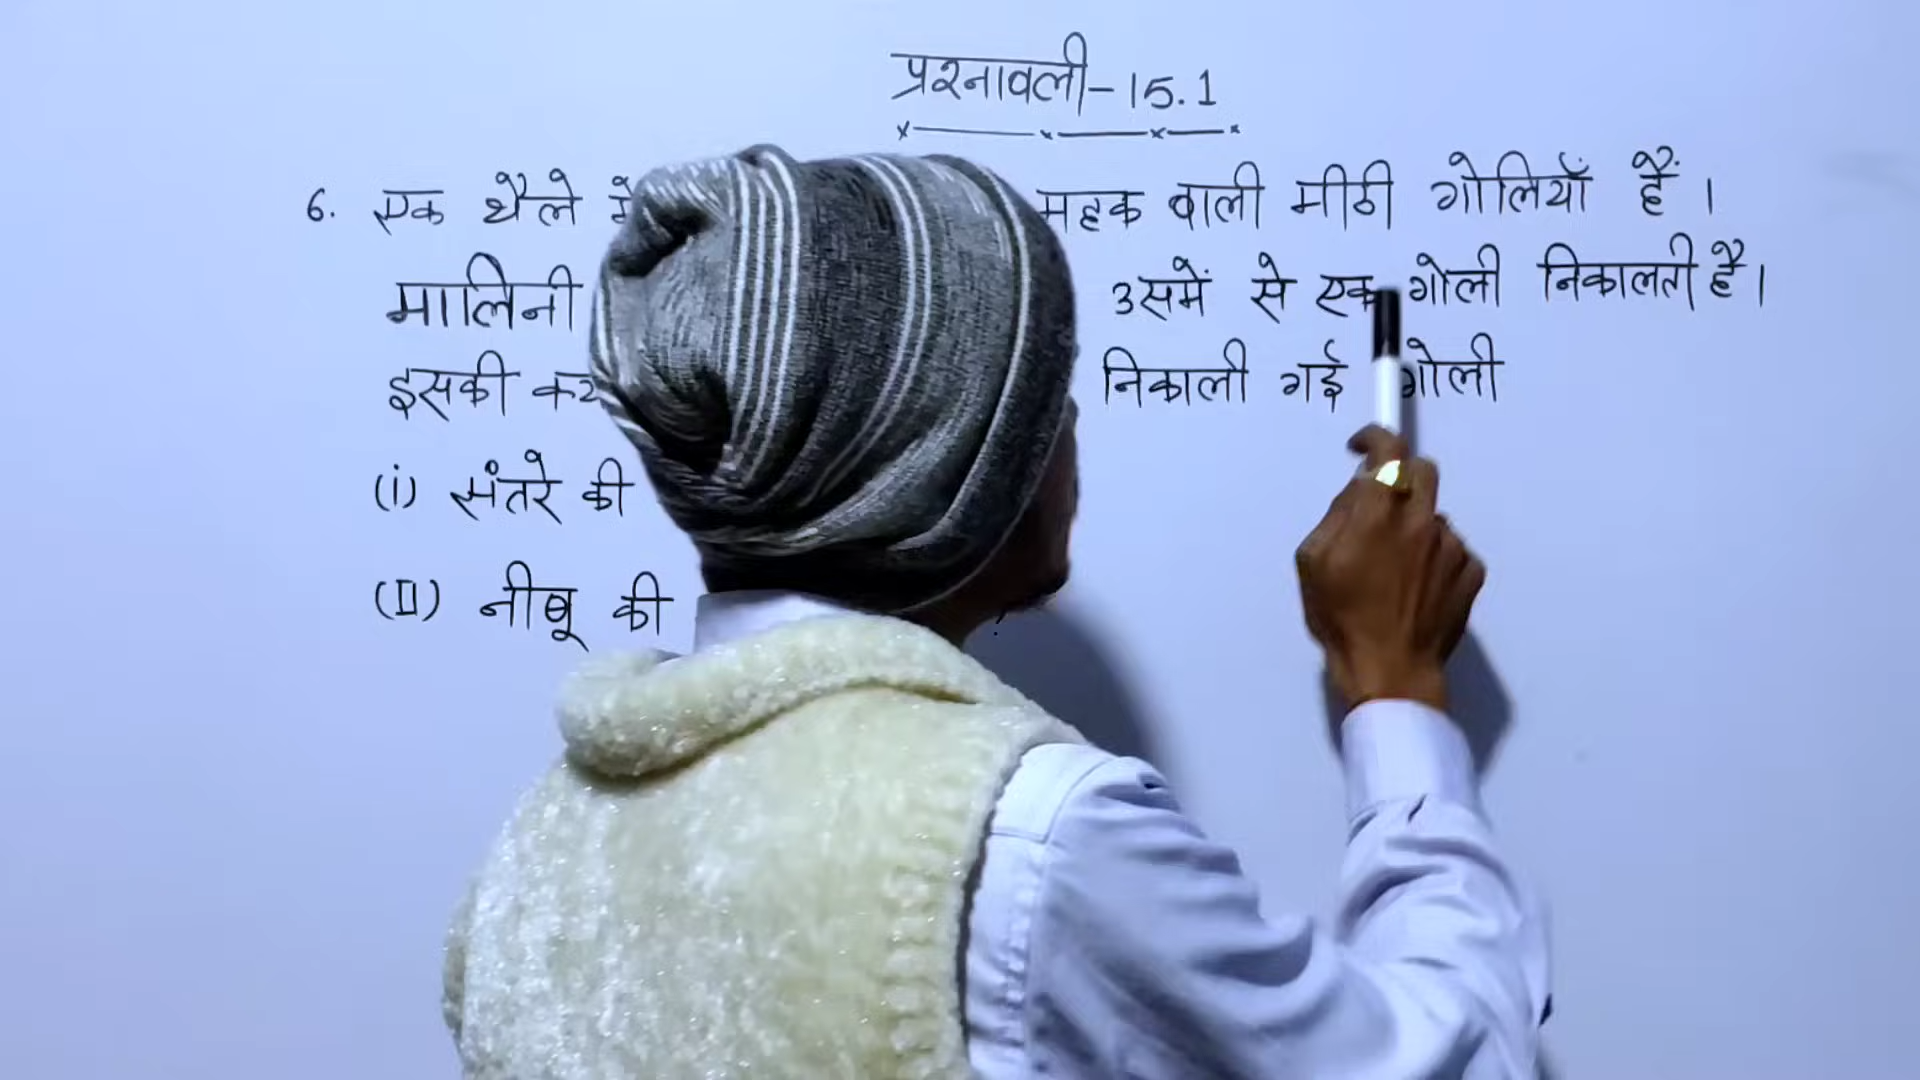 प्रश्नावली-15.1
6. एक थैले में महक वाली मीठी गोलियाँ हैं ।
मालिनी उसमें से एक गोली निकालती है ।
इसकी निकाली गई गोली
(i) संतरे की
(II) नीबू की